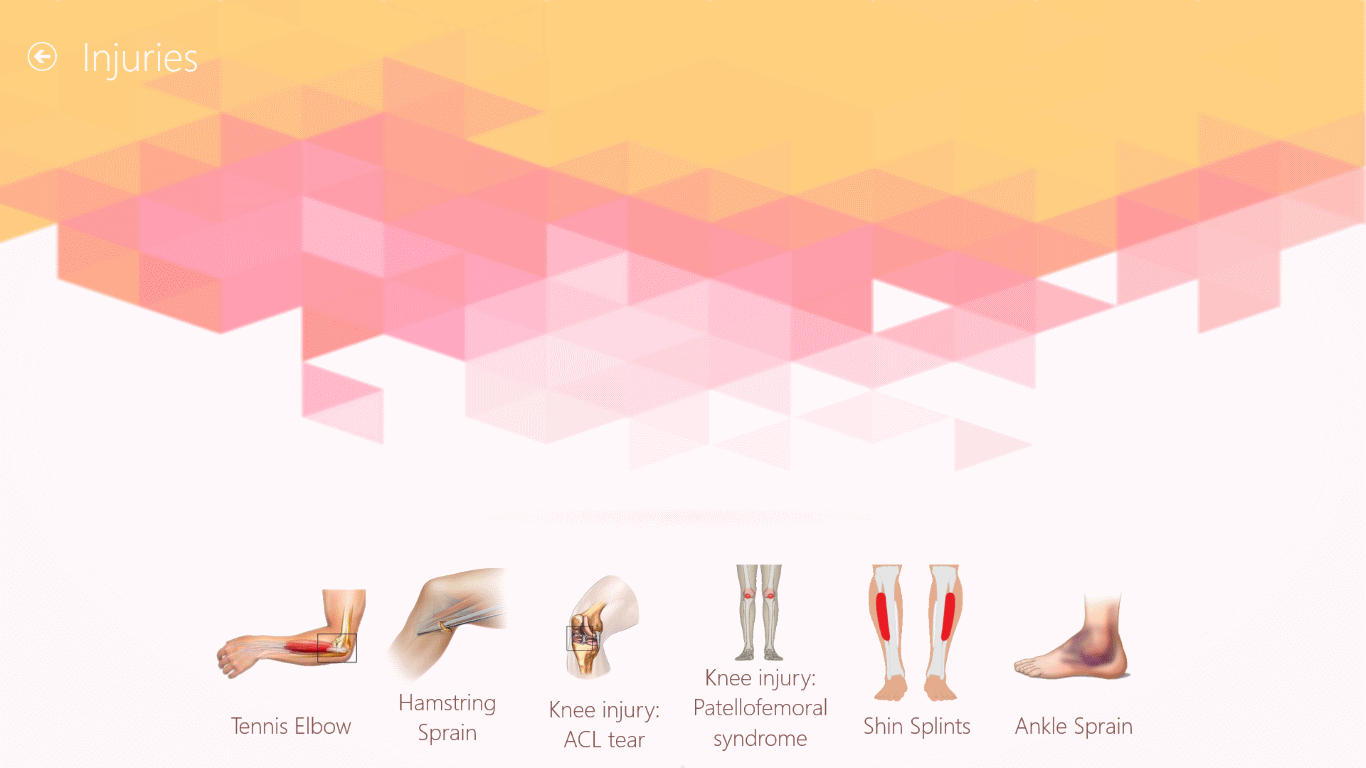 Injuries
Tennis Elbow
Hamstring
Sprain
Knee injury:
ACL tear
Knee injury:
Patellofemoral
syndrome
Shin Splints
Ankle Sprain